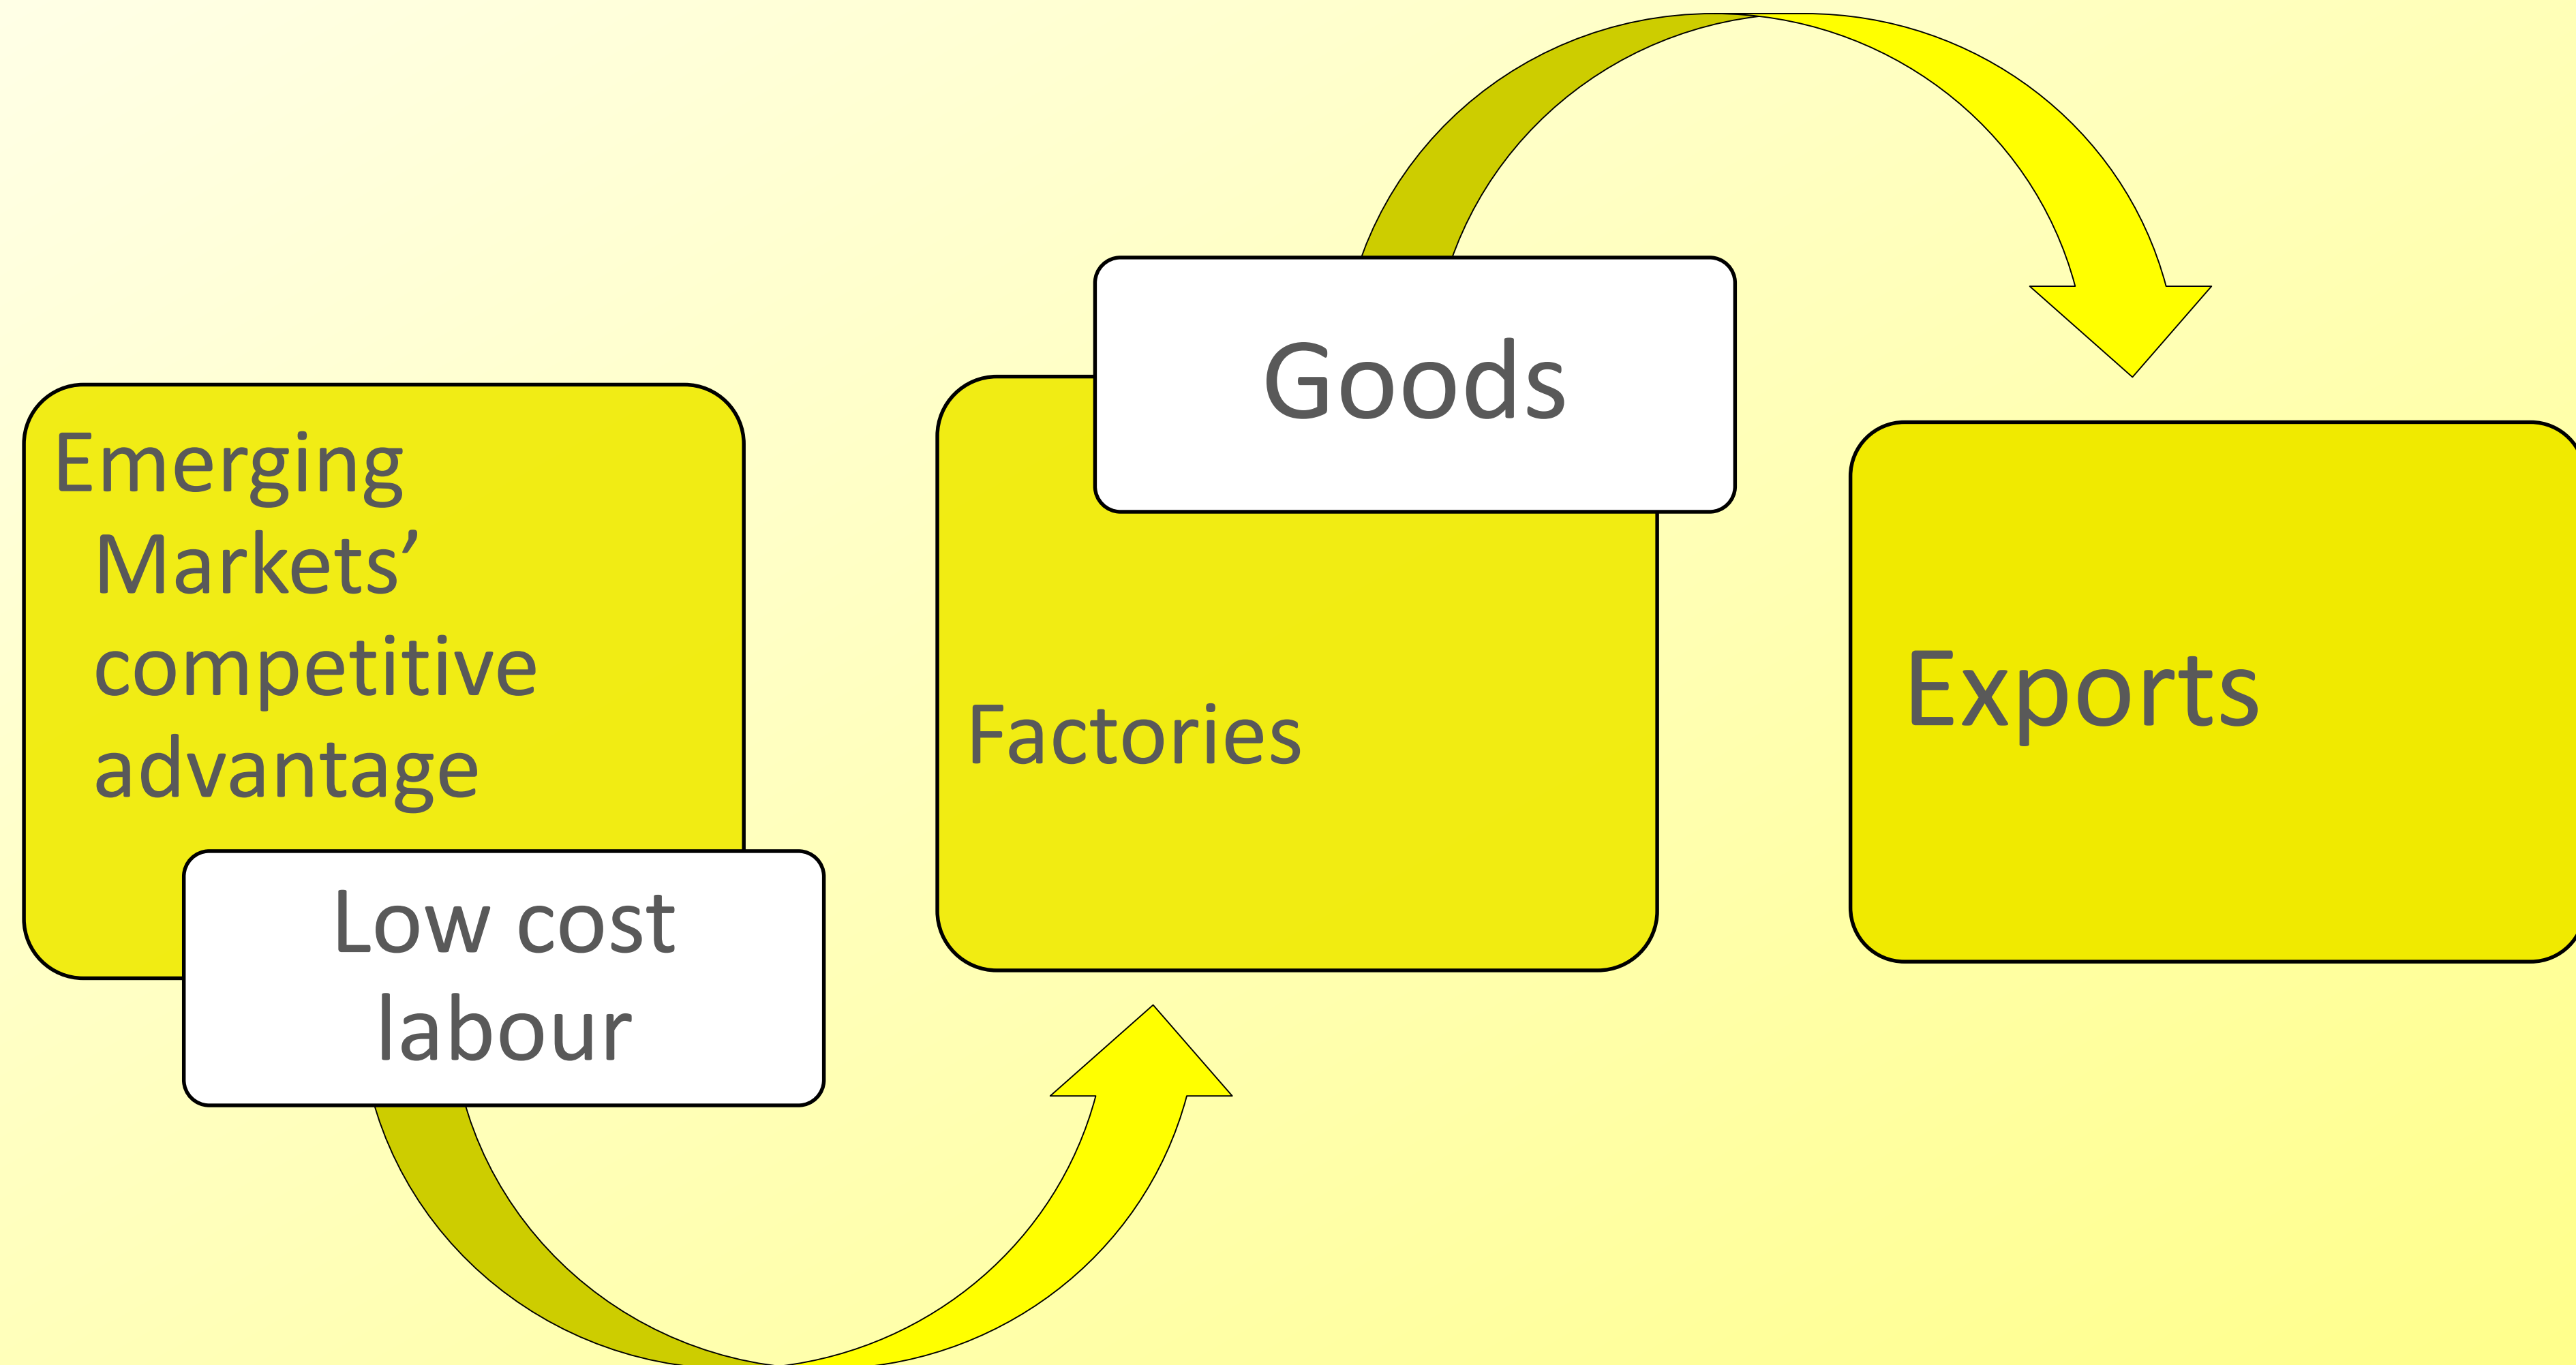 Emerging
Markets’
competitive
advantage
Low cost
labour
Goods
Factories
Exports